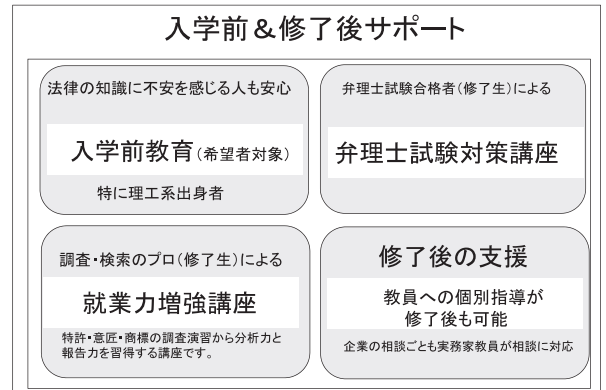 入学前＆修了後サポート
法律の知識に不安を感じる人も安心
入学前教育(希望者対象)
特に理工系出身者
弁理士試験合格者(修了生)による
弁理士試験対策講座
調査・検索のプロ(修了生)による
就業力増強講座
特許・意匠・商標の調査演習から分析力と
報告力を習得する講座です。
修了後の支援
教員への個別指導が
修了後も可能
企業の相談ごとも実務家教員が相談に対応